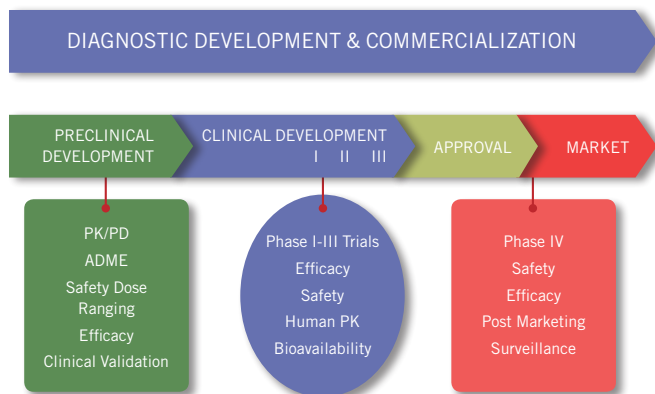 DIAGNOSTIC DEVELOPMENT & COMMERCIALIZATION
PRECLINICAL
DEVELOPMENT
CLINICAL DEVELOPMENT
I II III
APPROVAL
MARKET
PK/PD
ADME
Safety Dose
Ranging
Efficacy
Clinical Validation
Phase I-III Trials
Efficacy
Safety
Human PK
Bioavailability
Phase IV
Safety
Efficacy
Post Marketing
Surveillance